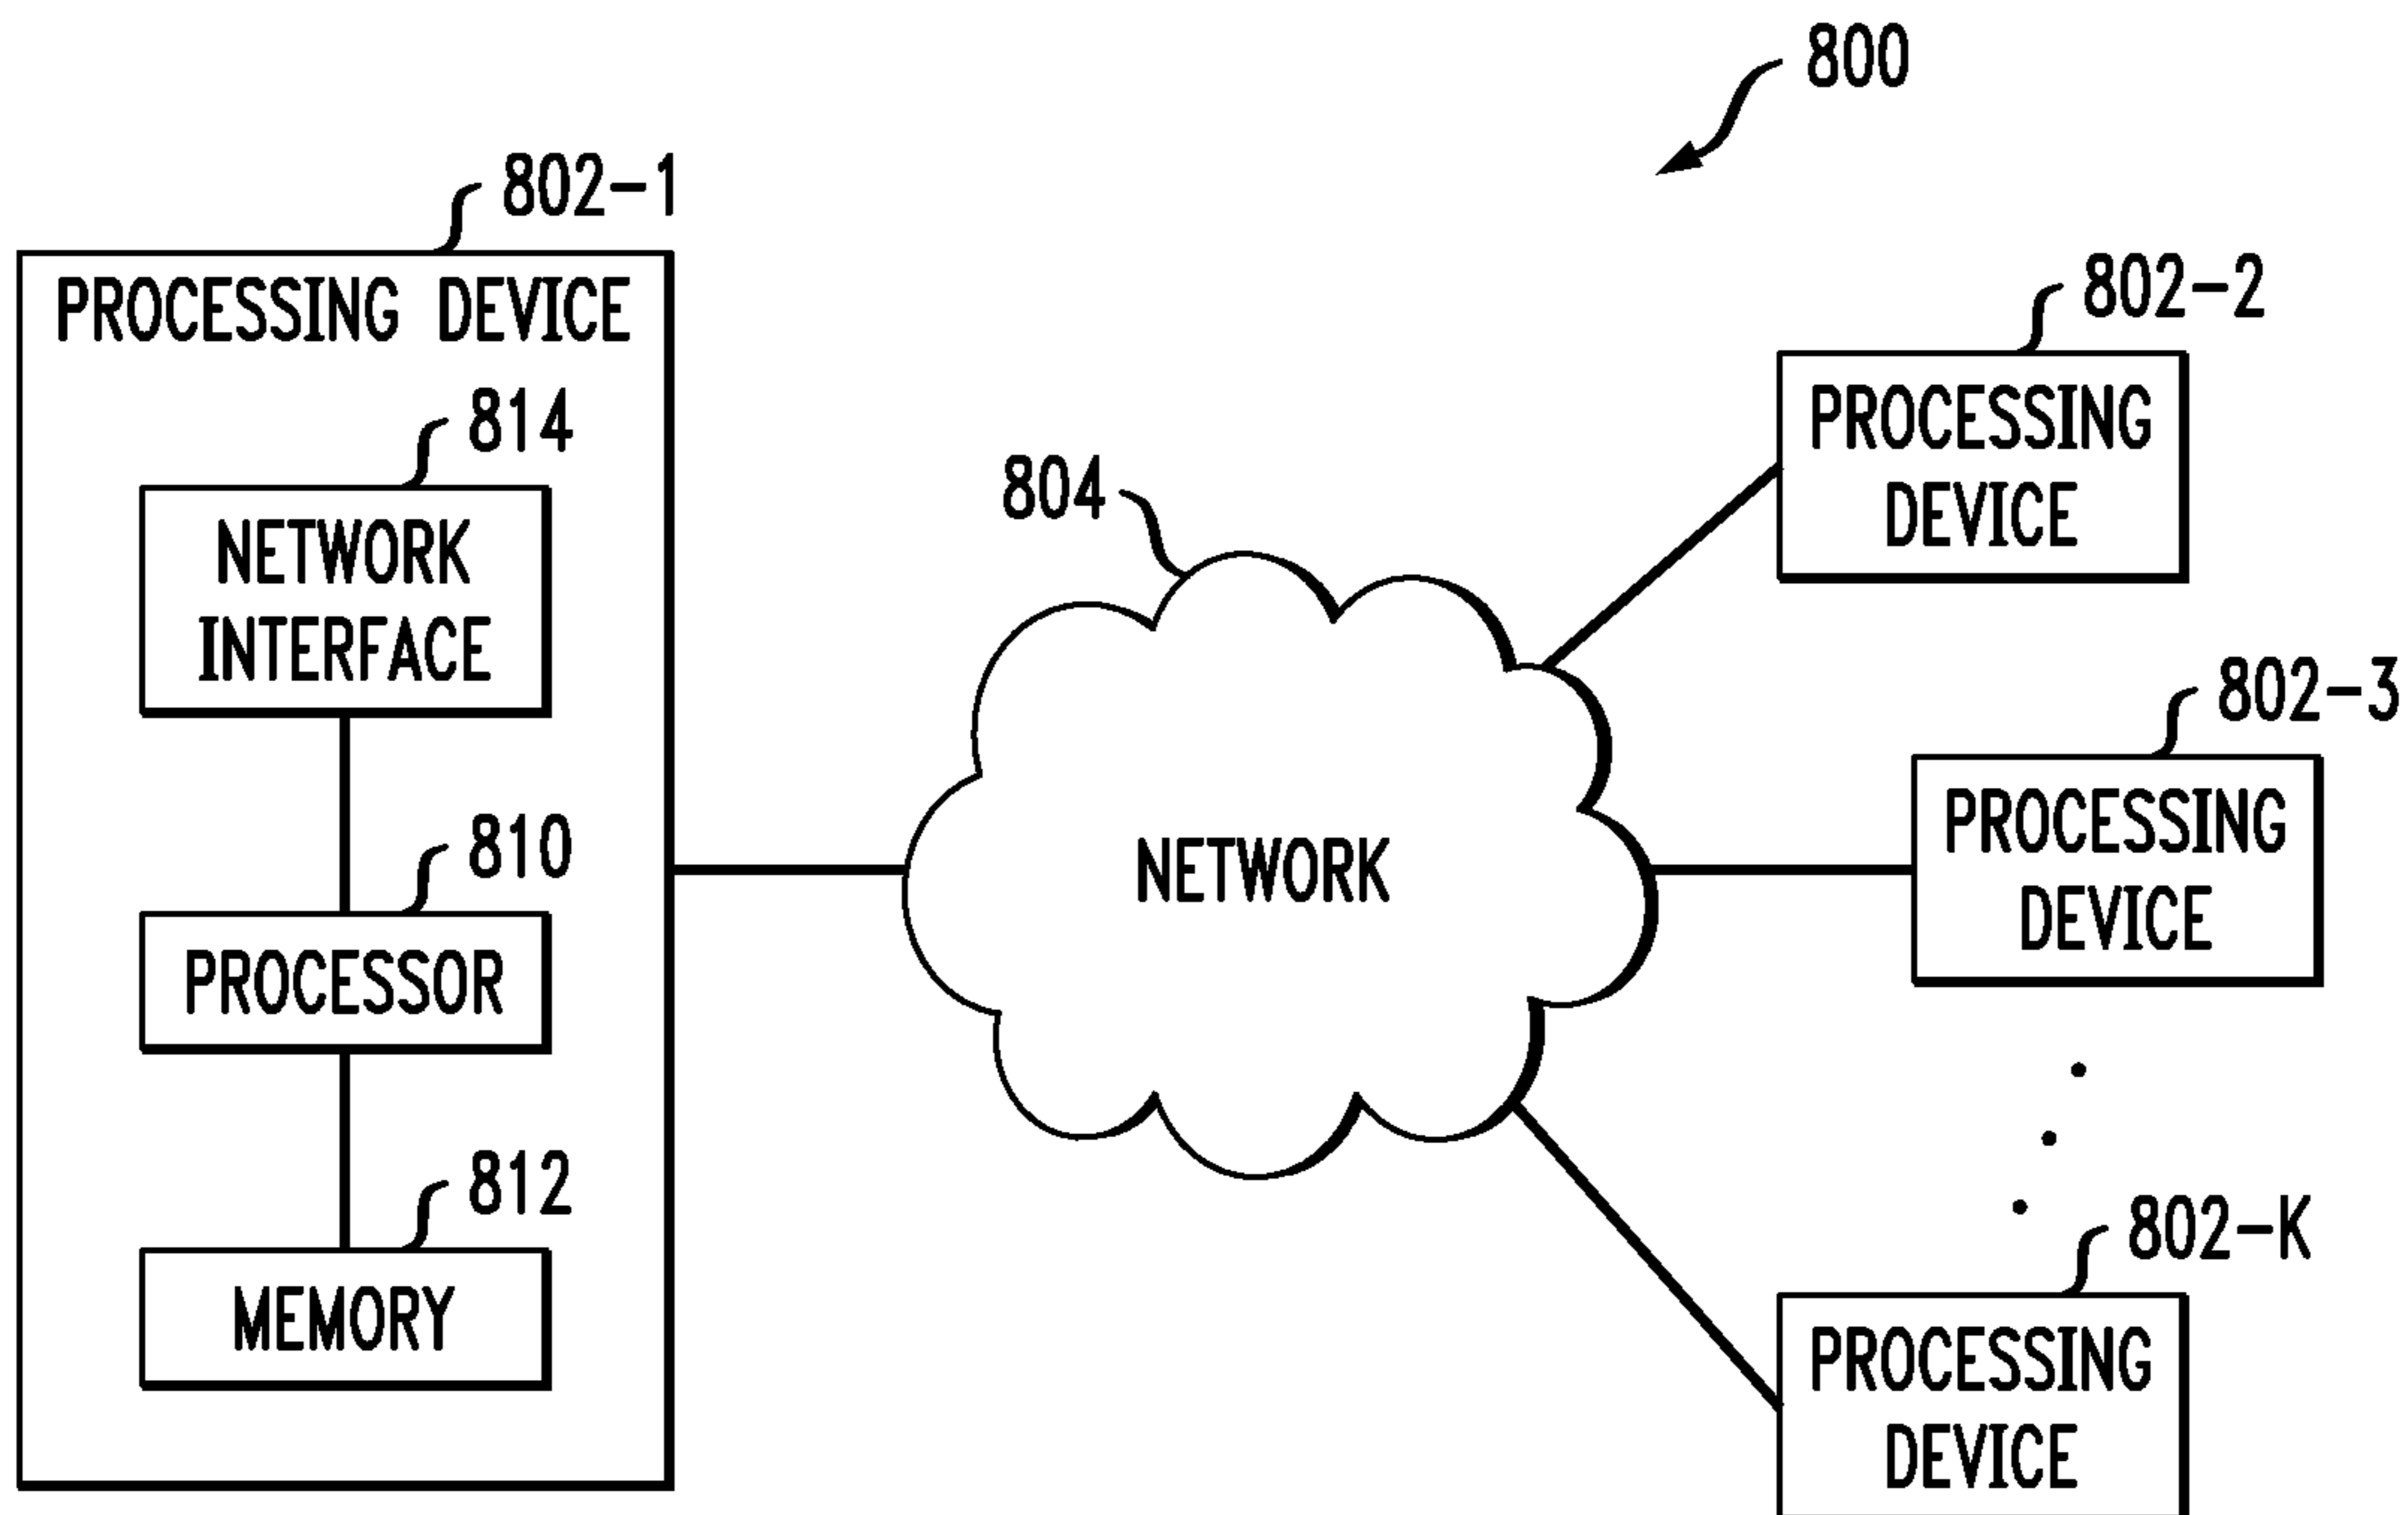 800
802-1
PROCESSING DEVICE
814
NETWORK
INTERFACE
810
PROCESSOR
812
MEMORY
804
NETWORK
802-2
PROCESSING
DEVICE
802-3
PROCESSING
DEVICE
802-K
PROCESSING
DEVICE